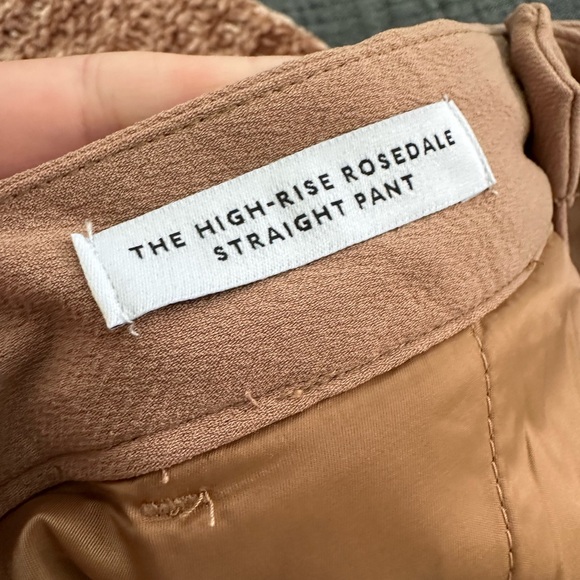 THE HIGH-RISE ROSEDALE
STRAIGHT PANT